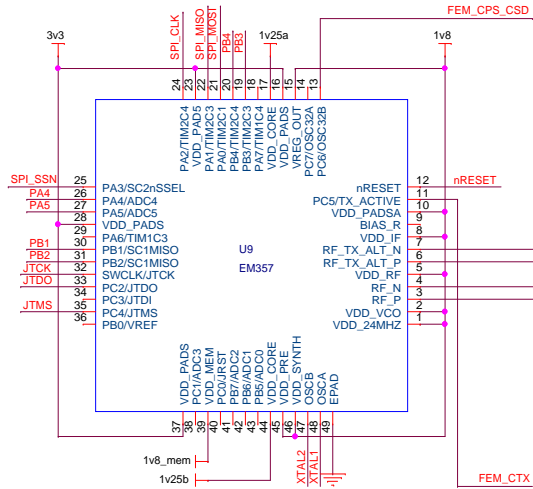 FEM_CPS_CSD
3v3
SPI_CLK
SPI_MISO
SPI_MOSI
PB4
PB3
1v25a
1v8
24
23
22
21
20
19
18
17
16
15
14
13
PA2/TIM2C4
VDD_PADS
PA1/TIM2C3
PA0/TIM2C1
PB4/TIM2C4
PB3/TIM2C3
PA7/TIM1C4
VDD_CORE
VDD_PADS
VREG_OUT
PC7/OSC32A
PC6/OSC32B
SPI_SSN 25 PA3/SC2nSSEL
PA4 26 PA4/ADC4
PA5 27 PA5/ADC5
28 VDD_PADS
29 PA6/TIM1C3
PB1 30 PB1/SC1MISO
PB2 31 PB2/SC1MISO
JTCK 32 SWCLK/JTCK
JTDO 33 PC2/JTDO
34 PC3/JTDI
JTMS 35 PC4/JTMS
36 PB0/VREF
U9
EM357
nRESET 12 nRESET
PC5/TX_ACTIVE 11
VDD_PADSA 10
BIAS_R 9
VDD_IF 8
RF_TX_ALT_N 7
RF_TX_ALT_P 6
VDD_RF 5
RF_N 4
RF_P 3
VDD_VCO 2
VDD_24MHZ 1
VDD_PADS
PC1/ADC3
VDD_MEM
PC0/JRST
PB7/ADC2
PB6/ADC1
PB5/ADC0
VDD_CORE
VDD_PRE
VDD_SYNTH
OSCB
OSCA
EPAD
37
38
39
40
41
42
43
44
45
46
47
48
49
1v8_mem
1v25b
XTAL2
XTAL1
FEM_CTX